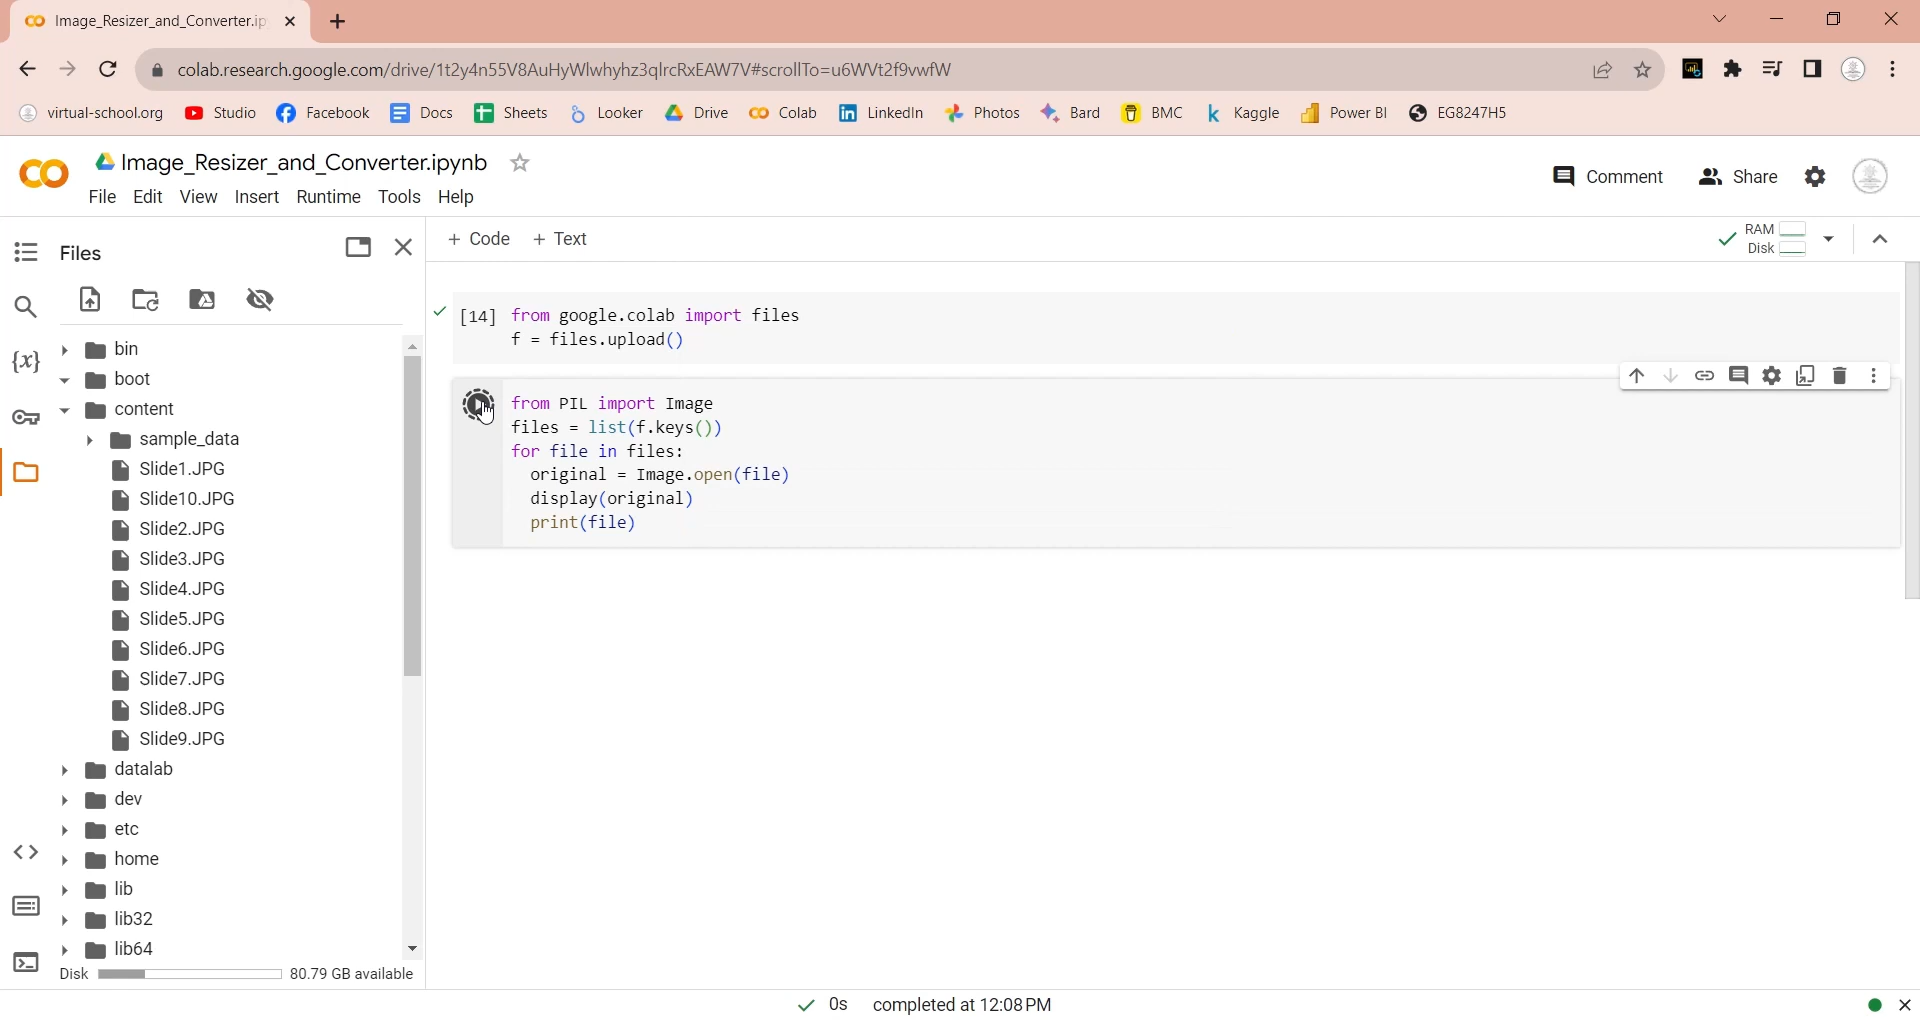 Image_Resizer_and_Converter.ip
colab.research.google.com/drive/1t2y4n55V8AuHyWlwhyhz3qlrcRxEAW7V#scrollTo=u6WVt2f9vwfW
virtual-school.org Studio Facebook Docs Sheets Looker Drive Colab LinkedIn Photos Bard BMC Kaggle Power BI EG8247H5
Image_Resizer_and_Converter.ipynb
Comment Share
File Edit View Insert Runtime Tools Help
Files
+ Code + Text
RAM
Disk
{x}
bin
boot
content
sample_data
Slide1.JPG
Slide10.JPG
Slide2.JPG
Slide3.JPG
Slide4.JPG
Slide5.JPG
Slide6.JPG
Slide7.JPG
Slide8.JPG
Slide9.JPG
datalab
dev
etc
home
lib
lib32
lib64
Disk 80.79 GB available
[14] from google.colab import files
f = files.upload()
from PIL import Image
files = list(f.keys())
for file in files:
original = Image.open(file)
display(original)
print(file)
0s completed at 12:08 PM